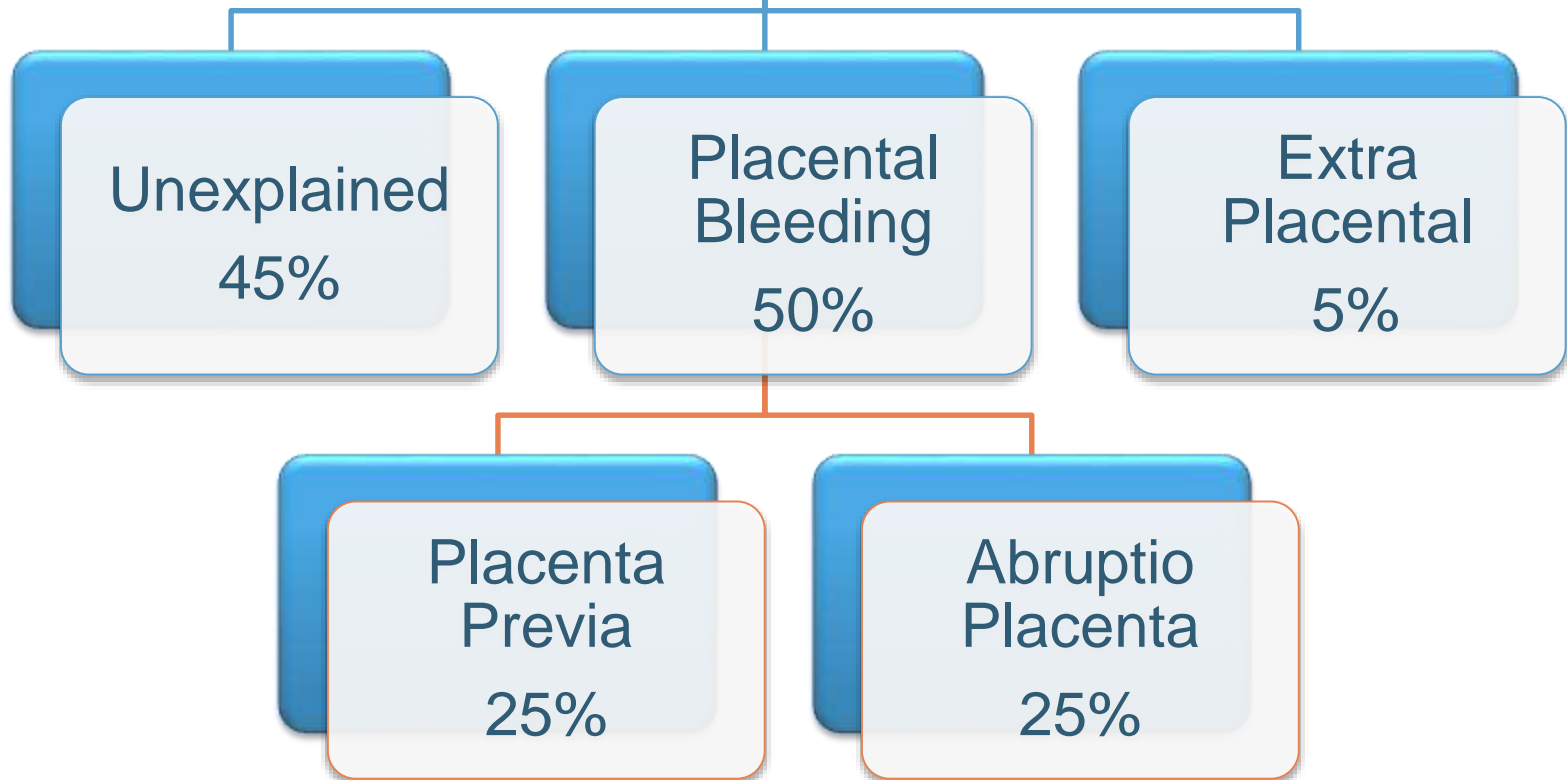 Unexplained
45%
Placental
Bleeding
50%
Extra
Placental
5%
Placenta
Previa
25%
Abruptio
Placenta
25%